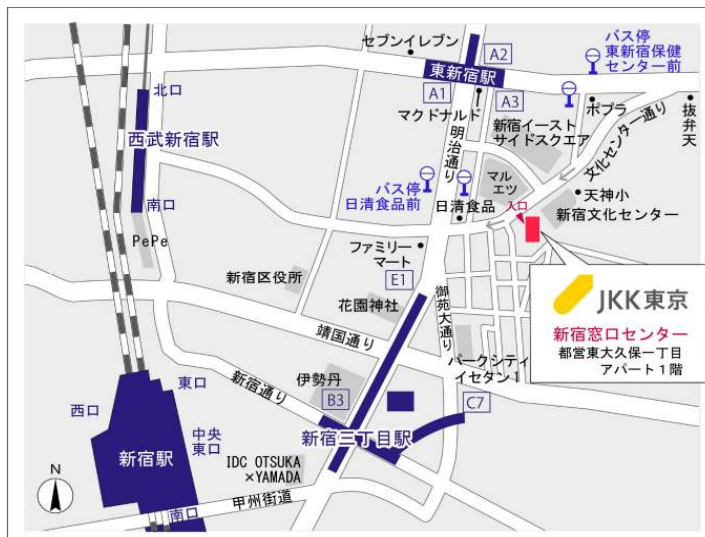 セブンイレブン
A2
バス停
東新宿保健
センター前
東新宿駅
A1
A3
北口
マクドナルド
ポプラ
抜弁天
新宿イースト
サイドスクエア
明治通り
文化センター通り
西武新宿駅
マル
エツ
バス停
日清食品前
日清食品
天神小
入口
新宿文化センター
南口
PePe
ファミリー
マート
新宿区役所
E1
御苑大通り
花園神社
JKK東京
靖国通り
新宿窓口センター
都営東大久保一丁目
アパート1階
パークシティ
イセタン1
新宿通り
伊勢丹
B3
C7
東口
西口
中央
東口
新宿三丁目駅
新宿駅
IDC OTSUKA
×YAMADA
N
甲州街道
南口